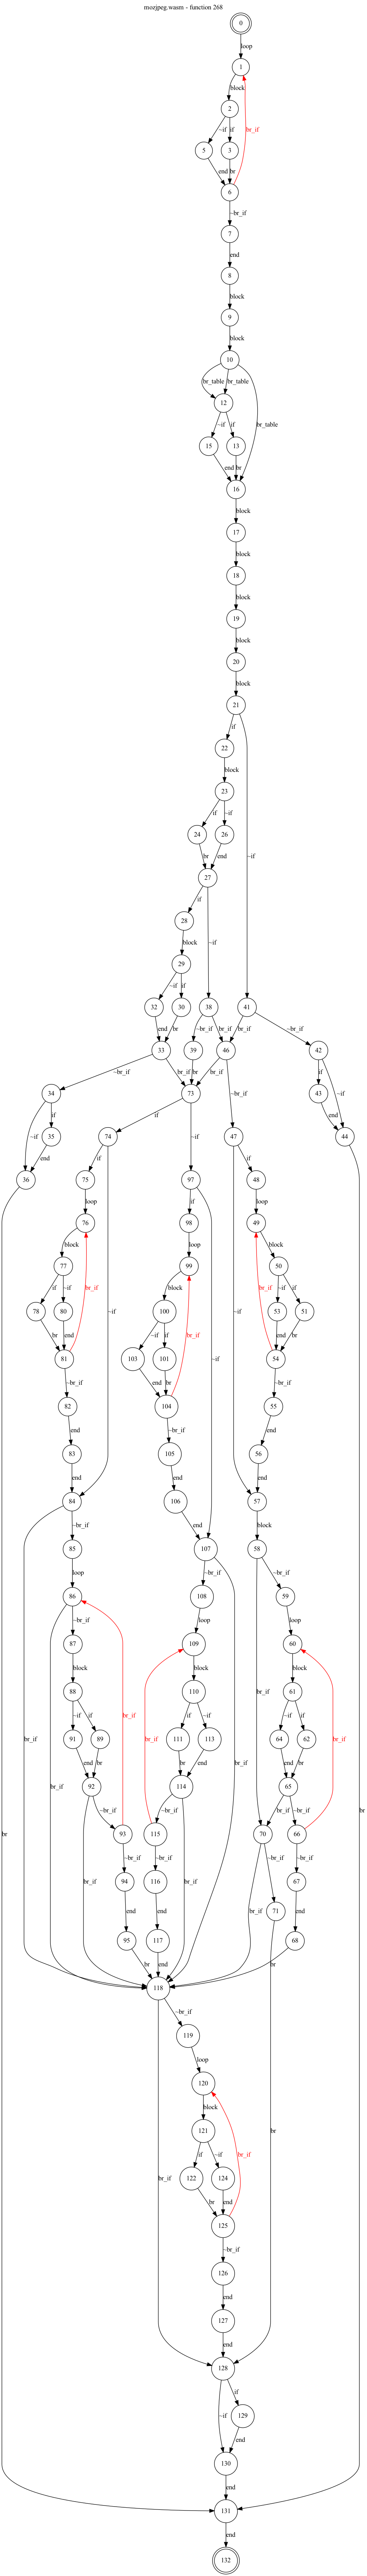 mozjpeg.wasm - function 268
0
loop
1
block
2
~if if br_if
5 3
end br
6
~br_if
7
end
8
block
9
block
10
br_table br_table
12
~if if br_table
15 13
end br
16
block
17
block
18
block
19
block
20
block
21
if
22
block
23
if ~if
24 26 ~if
br end
27
if
28
block ~if
29
~if if
32 30 38 41
end br ~br_if br_if br_if ~br_if
33 39 46 42
~br_if br_if br br_if if
34 73 ~br_if 43 ~if
if if end
~if 35 74 47 44
end if ~if if
36 75 97 48
loop if loop
76 98 49
block loop block
77 99 50
if ~if br_if ~if block br_if ~if if
78 80 100 ~if 53 51
br end ~if if br_if ~if end br
81 103 101 54
~br_if end br ~br_if
82 104 55
end ~br_if end
83 105 56
end end end
84 106 57
~br_if end block
85 107 58
loop ~br_if ~br_if
86 108 59
~br_if loop loop
87 109 60
block block block
88 110 61
~if if br_if br_if if ~if ~if if br_if
91 89 111 113 64 62
br_if br_if end br br end br_if br_if end br
92 114 65
~br_if ~br_if br_if ~br_if
93 115 70 66
br br_if ~br_if ~br_if br_if br_if ~br_if ~br_if br
94 116 71 67
end end end
95 117 68
br end br
118
~br_if
119
loop
120
block
121
br_if if ~if br_if br
122 124
br end
125
~br_if
126
end
127
end
128
if
~if 129
end
130
end
131
end
132